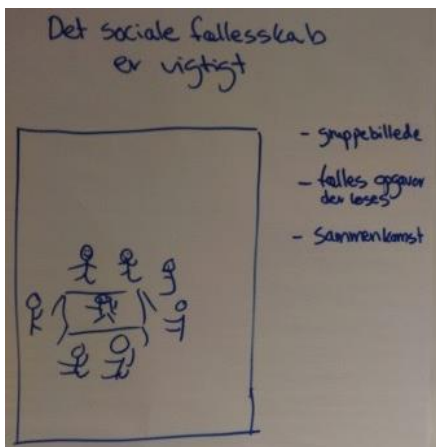 Det sociale fællesskab
er vigtigt
- gruppebillede
- fælles opgaver
der løses
- sammenkomst